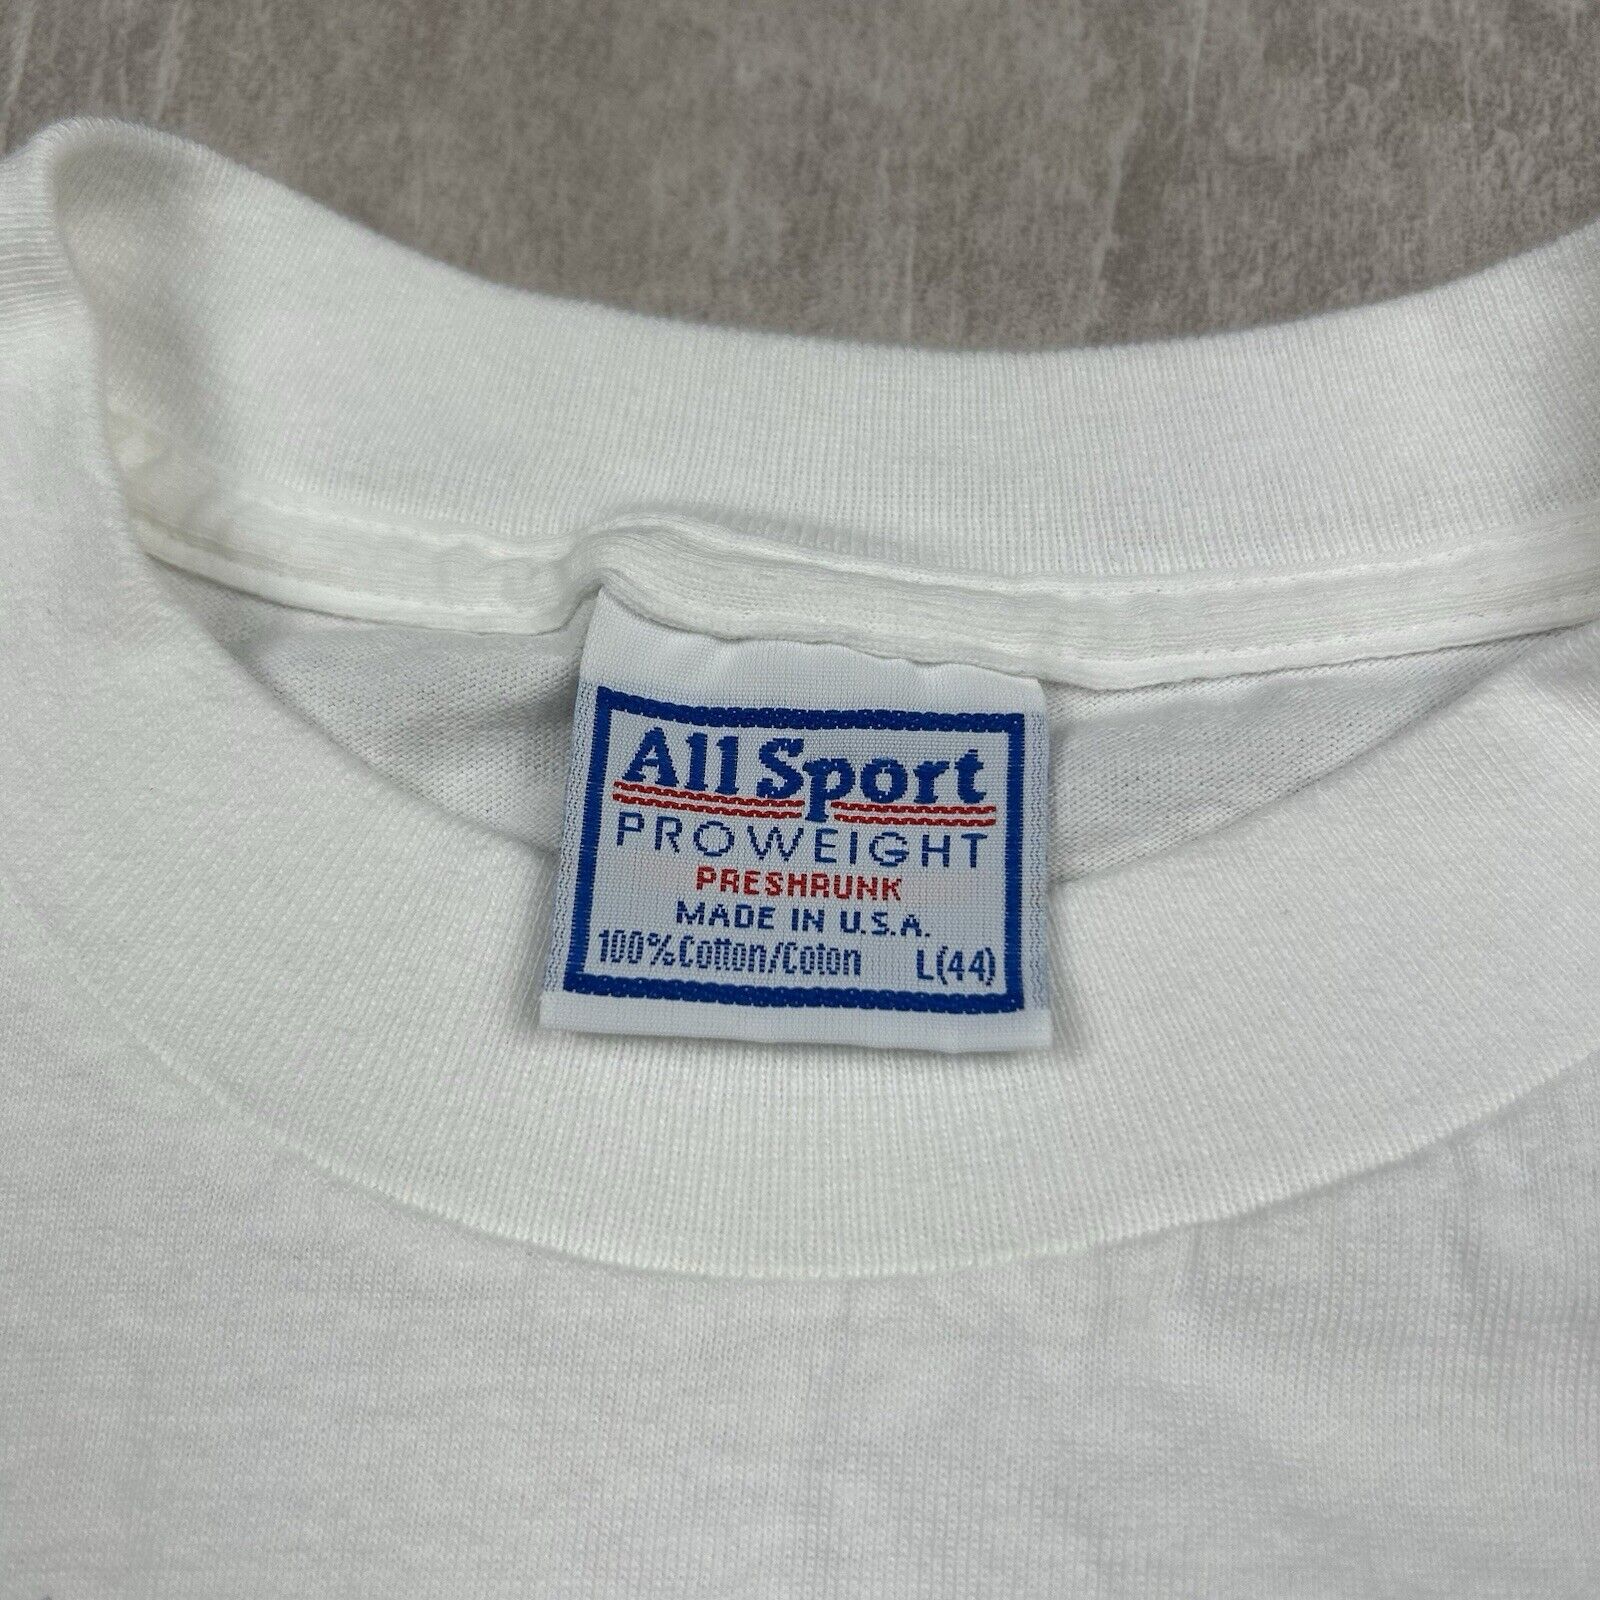 All Sport
PROWEIGHT
PRESHRUNK
MADE IN U.S.A.
100% Cotton/Coton L(44)